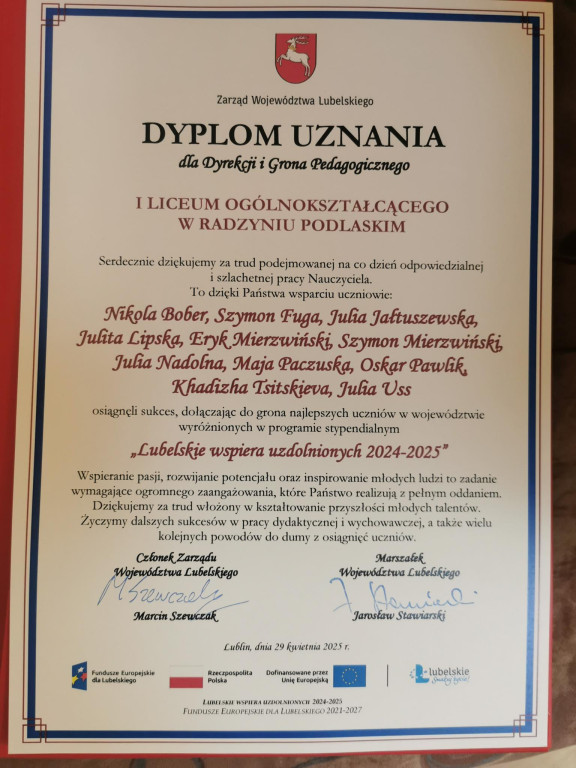 Zarząd Województwa Lubelskiego
DYPLOM UZNANIA
dla Dyrekcji i Grona Pedagogicznego
I LICEUM OGÓLNOKSZTAŁCĄCEGO
W RADZYNIU PODLASKIM
Serdecznie dziękujemy za trud podejmowanej na co dzień odpowiedzialnej
i szlachetnej pracy Nauczyciela.
To dzięki Państwa wsparciu uczniowie:
Nikola Bober, Szymon Fuga, Julia Jałtuszewska,
Julita Lipska, Eryk Mierzwiński, Szymon Mierzwiński,
Julia Nadolna, Maja Paczuska, Oskar Pawlik,
Khadizha Tsitskieva, Julia Uss
osiągnęli sukces, dołączając do grona najlepszych uczniów w województwie
wyróżnionych w programie stypendialnym
„Lubelskie wspiera uzdolnionych 2024-2025”
Wspieranie pasji, rozwijanie potencjału oraz inspirowanie młodych ludzi to zadanie
wymagające ogromnego zaangażowania, które Państwo realizują z pełnym oddaniem.
Dziękujemy za trud włożony w kształtowanie przyszłości młodych talentów.
Życzymy dalszych sukcesów w pracy dydaktycznej i wychowawczej, a także wielu
kolejnych powodów do dumy z osiągnięć uczniów.
Członek Zarządu
Województwa Lubelskiego
Marcin Szewczak
Marszałek
Województwa Lubelskiego
Jarosław Stawiarski
Lublin, dnia 29 kwietnia 2025 r.
Fundusze Europejskie
dla Lubelskiego
Rzeczpospolita
Polska
Dofinansowane przez
Unię Europejską
lubelskie
Smakuj życie!
LUBELSKIE WSPIERA UZDOLNIONYCH 2024-2025
FUNDUSZE EUROPEJSKIE DLA LUBELSKIEGO 2021-2027